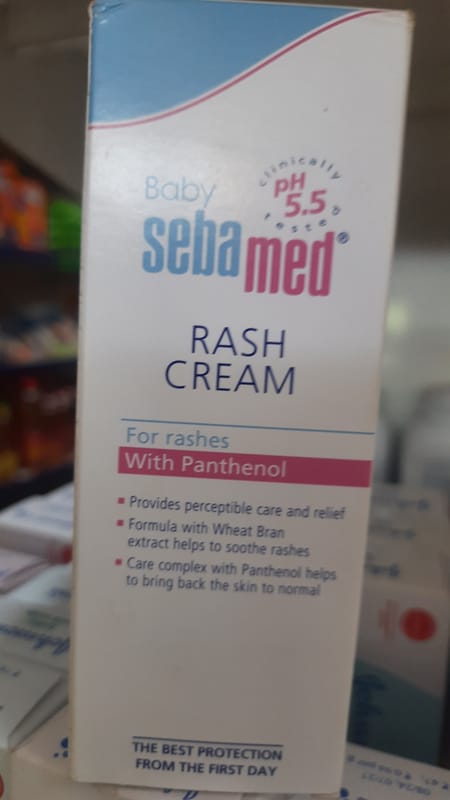 Baby
sebamed®
clinically
pH
5.5
tested
RASH
CREAM
For rashes
With Panthenol
Provides perceptible care and relief
Formula with Wheat Bran
extract helps to soothe rashes
Care complex with Panthenol helps
to bring back the skin to normal
THE BEST PROTECTION
FROM THE FIRST DAY